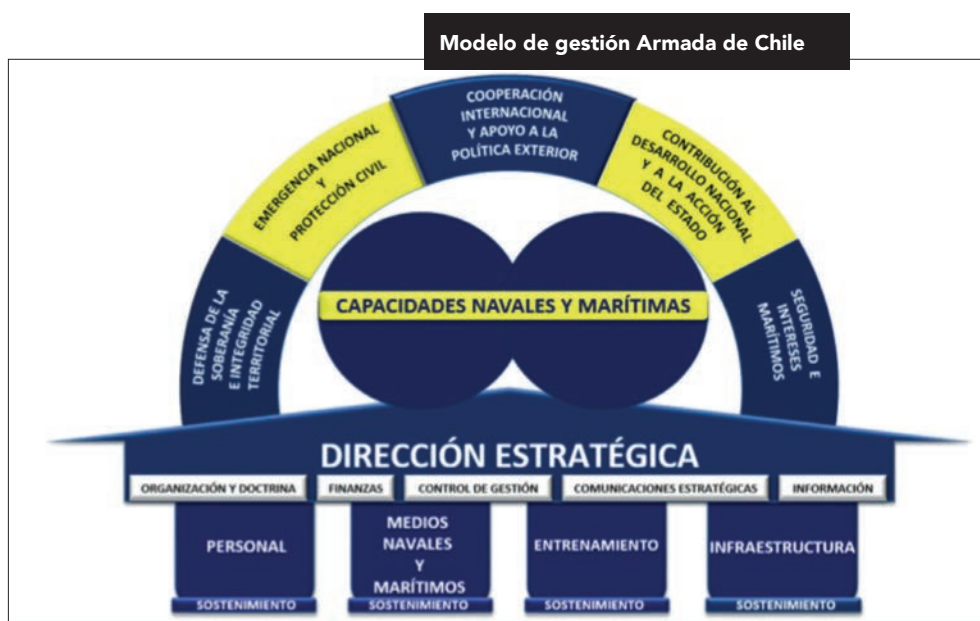 Modelo de gestión Armada de Chile
COOPERACIÓN
INTERNACIONAL
Y APOYO A LA
POLÍTICA EXTERIOR
EMERGENCIA NACIONAL
Y
PROTECCIÓN CIVIL
CONTRIBUCIÓN AL
DESARROLLO NACIONAL
Y A LA ACCIÓN
DEL ESTADO
DEFENSA DE LA
SOBERANÍA
E INTEGRIDAD
TERRITORIAL
SEGURIDAD E
INTERESES
MARÍTIMOS
CAPACIDADES NAVALES Y MARÍTIMAS
DIRECCIÓN ESTRATÉGICA
ORGANIZACIÓN Y DOCTRINA
FINANZAS
CONTROL DE GESTIÓN
COMUNICACIONES ESTRATÉGICAS
INFORMACIÓN
PERSONAL
MEDIOS
NAVALES
Y
MARÍTIMOS
ENTRENAMIENTO
INFRAESTRUCTURA
SOSTENIMIENTO
SOSTENIMIENTO
SOSTENIMIENTO
SOSTENIMIENTO